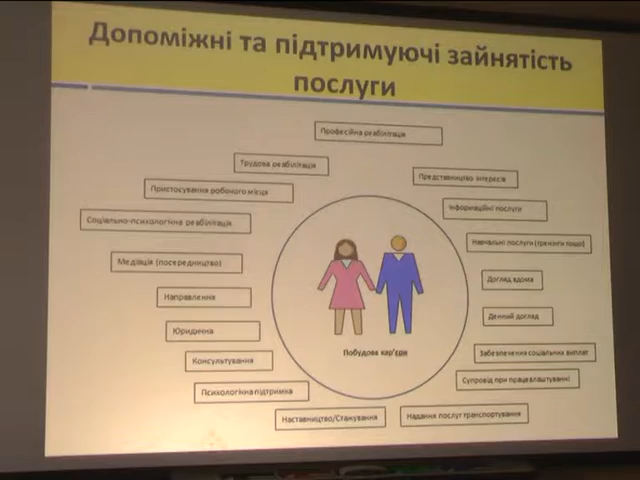 Допоміжні та підтримуючі зайнятість
послуги
Професійна реабілітація
Трудова реабілітація
Представництво інтересів
Пристосування робочого місця
Інформаційні послуги
Соціально-психологічна реабілітація
Навчальні послуги (тренінги тощо)
Медіація (посередництво)
Догляд вдома
Направлення
Денний догляд
Юридична
Побудова кар'єри
Забезпечення соціальних виплат
Консультування
Супровід при працевлаштуванні
Психологічна підтримка
Наставництво/Стажування
Надання послуг транспортування